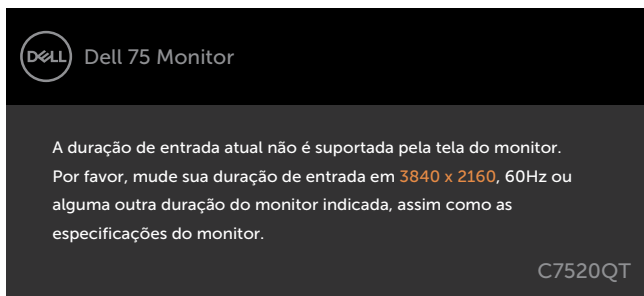 DELL Dell 75 Monitor
A duração de entrada atual não é suportada pela tela do monitor.
Por favor, mude sua duração de entrada em 3840 x 2160, 60Hz ou
alguma outra duração do monitor indicada, assim como as
especificações do monitor.
C7520QT